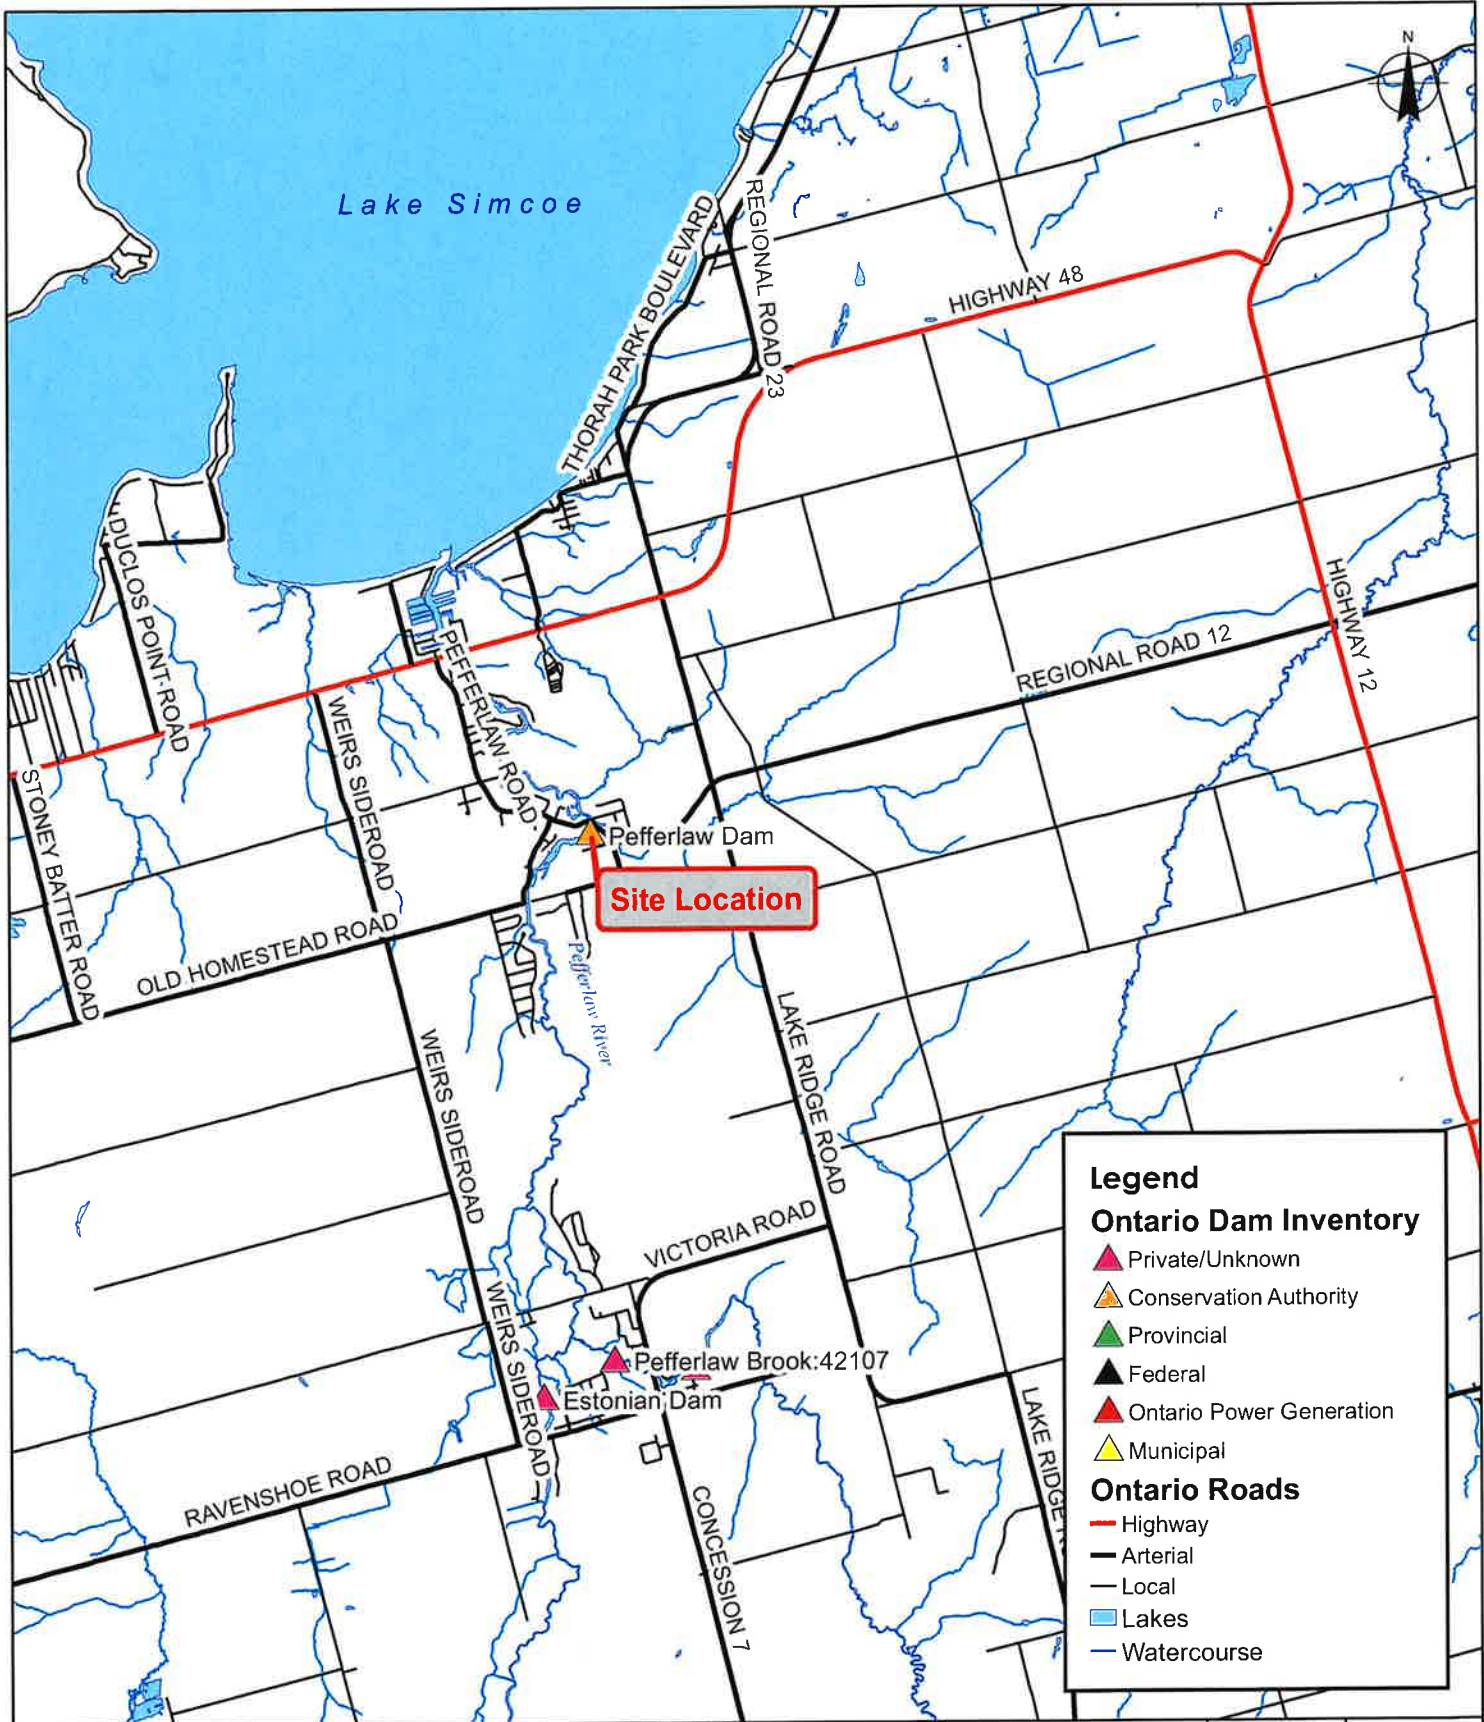 N
Lake Simcoe
THORAH PARK BOULEVARD
REGIONAL ROAD 23
HIGHWAY 48
DUCLOS POINT ROAD
PEFFERLAW ROAD
HIGHWAY 12
REGIONAL ROAD 12
STONEY BATTER ROAD
WEIRS SIDEROAD
Pefferlaw Dam
Site Location
OLD HOMESTEAD ROAD
Pefferlaw River
WEIRS SIDEROAD
LAKE RIDGE ROAD
VICTORIA ROAD
WEIRS SIDEROAD
Pefferlaw Brook:42107
Estonian Dam
RAVENSHOE ROAD
CONCESSION 7
LAKE RIDGE
Legend
Ontario Dam Inventory
Private/Unknown
Conservation Authority
Provincial
Federal
Ontario Power Generation
Municipal
Ontario Roads
Highway
Arterial
Local
Lakes
Watercourse